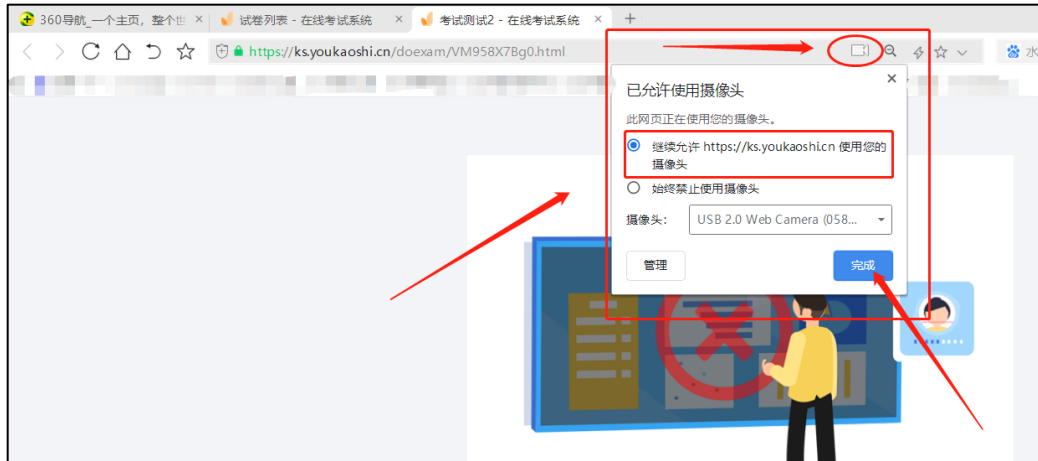 360导航_一个主页，整个世
试卷列表 - 在线考试系统
考试测试2 - 在线考试系统
https://ks.youkaoshi.cn/doexam/VM958X7Bg0.html
水
已允许使用摄像头
此网页正在使用您的摄像头。
继续允许 https://ks.youkaoshi.cn 使用您的
摄像头
始终禁止使用摄像头
摄像头：
USB 2.0 Web Camera (058...
管理
完成